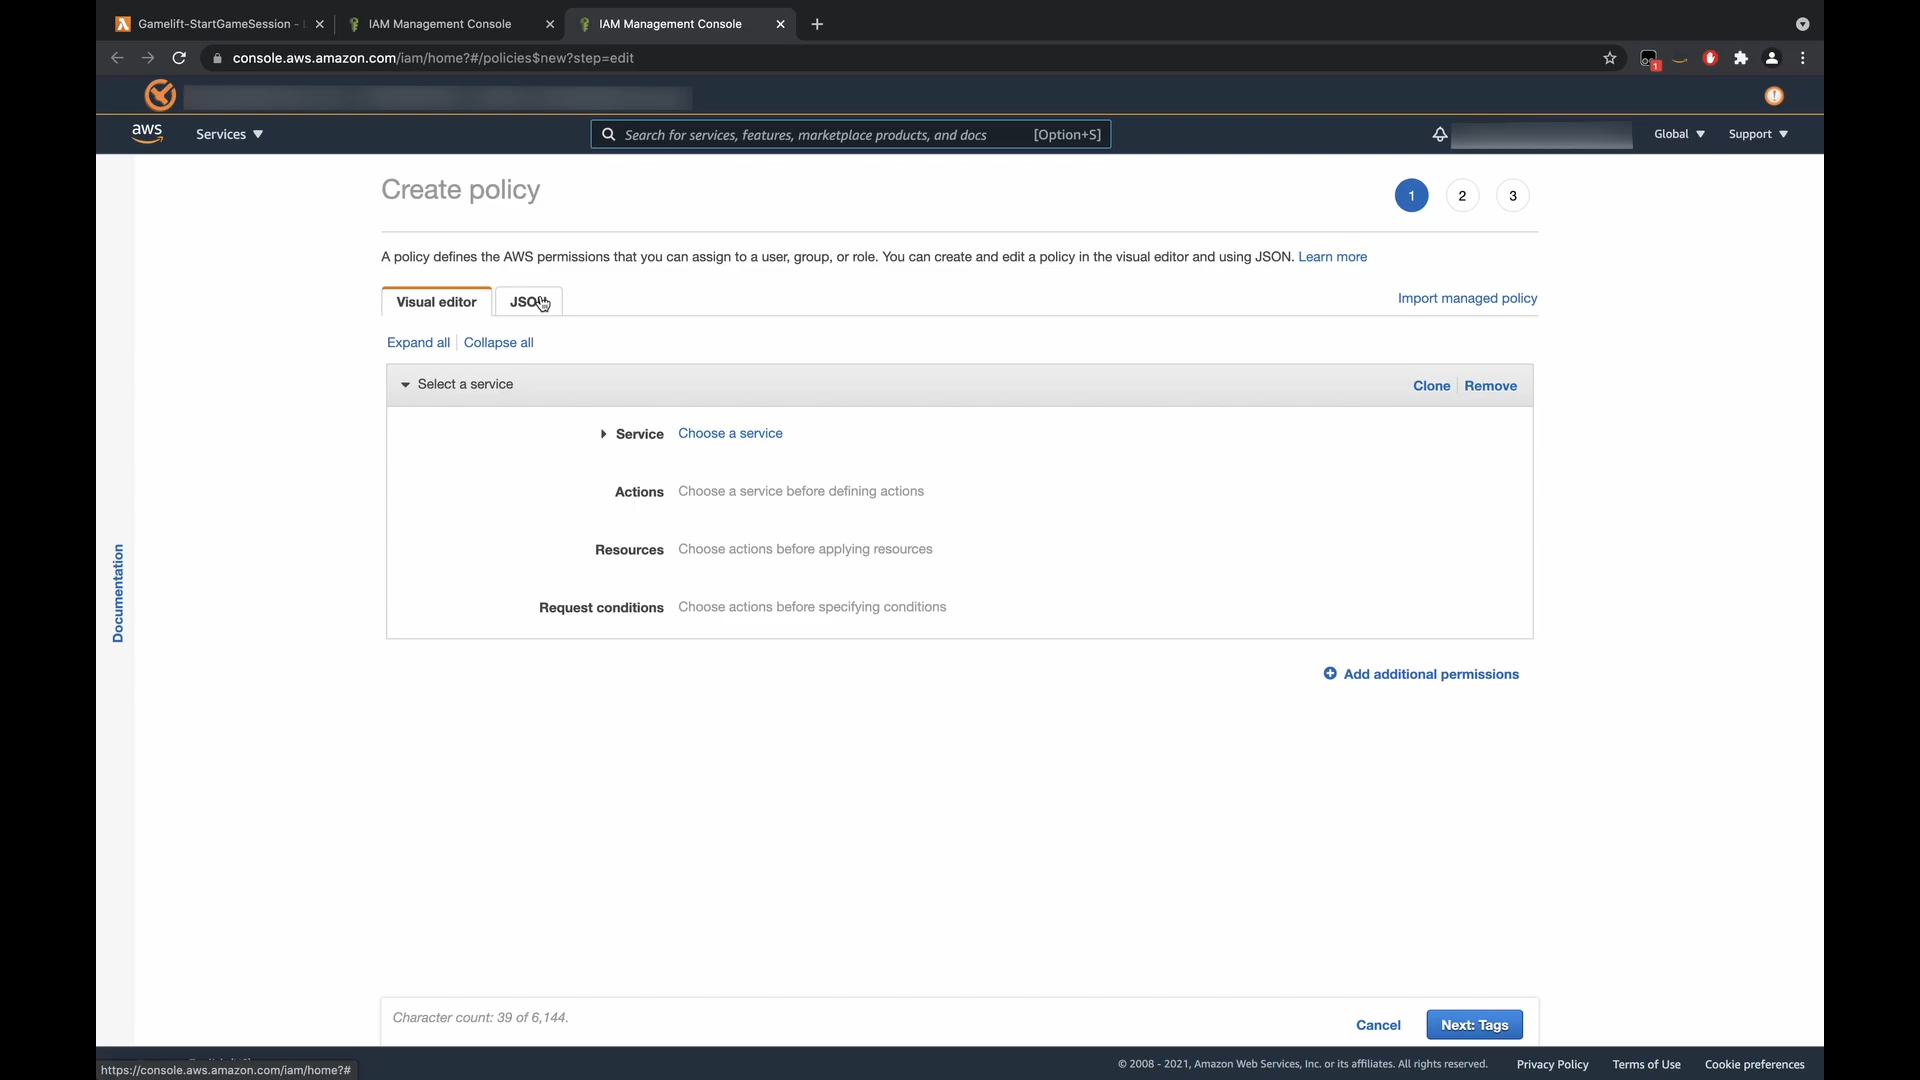 Gamelift-StartGameSession -
IAM Management Console
IAM Management Console
console.aws.amazon.com/iam/home?#/policies$new?step=edit
1
aws
Services
Search for services, features, marketplace products, and docs [Option+S]
Global
Support
Create policy
1 2 3
A policy defines the AWS permissions that you can assign to a user, group, or role. You can create and edit a policy in the visual editor and using JSON. Learn more
Visual editor
JSON
Import managed policy
Expand all Collapse all
Select a service
Clone Remove
Service Choose a service
Actions Choose a service before defining actions
Resources Choose actions before applying resources
Request conditions Choose actions before specifying conditions
Documentation
Add additional permissions
Character count: 39 of 6,144.
Cancel
Next: Tags
https://console.aws.amazon.com/iam/home?#
© 2008 - 2021, Amazon Web Services, Inc. or its affiliates. All rights reserved. Privacy Policy Terms of Use Cookie preferences